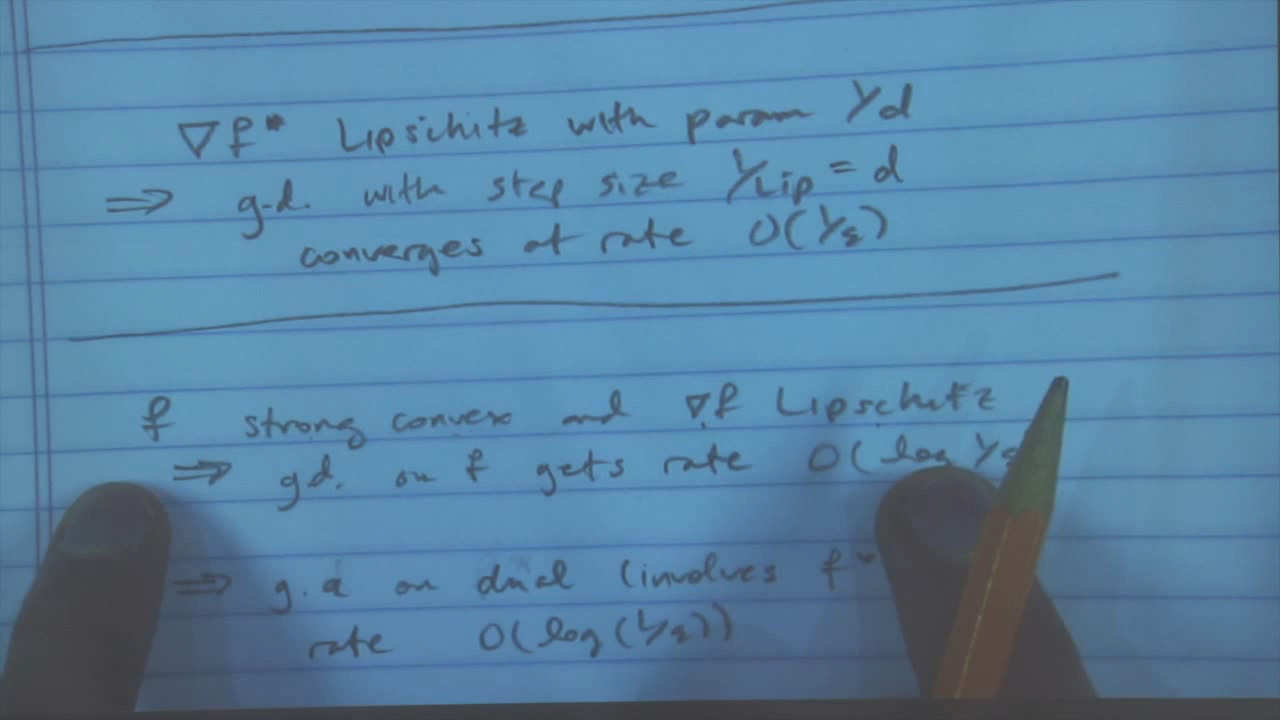 ∇f* Lipschitz with param 1/d
⇒ g.d. with step size 1/Lip = d
converges at rate O(1/ε)
f strong convex and ∇f Lipschitz
⇒ gd. on f gets rate O(log 1/ε
⇒ g.a on dual (involves f*
rate O(log(1/ε))